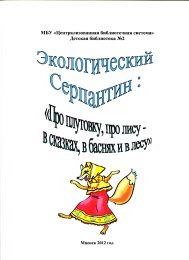 МБУ «Централизованная библиотечная система»
Детская библиотека №2
Экологический
Серпантин :
«Про плутовку, про лису -
в сказках, в баснях и в лесу»
Миасс 2012 год